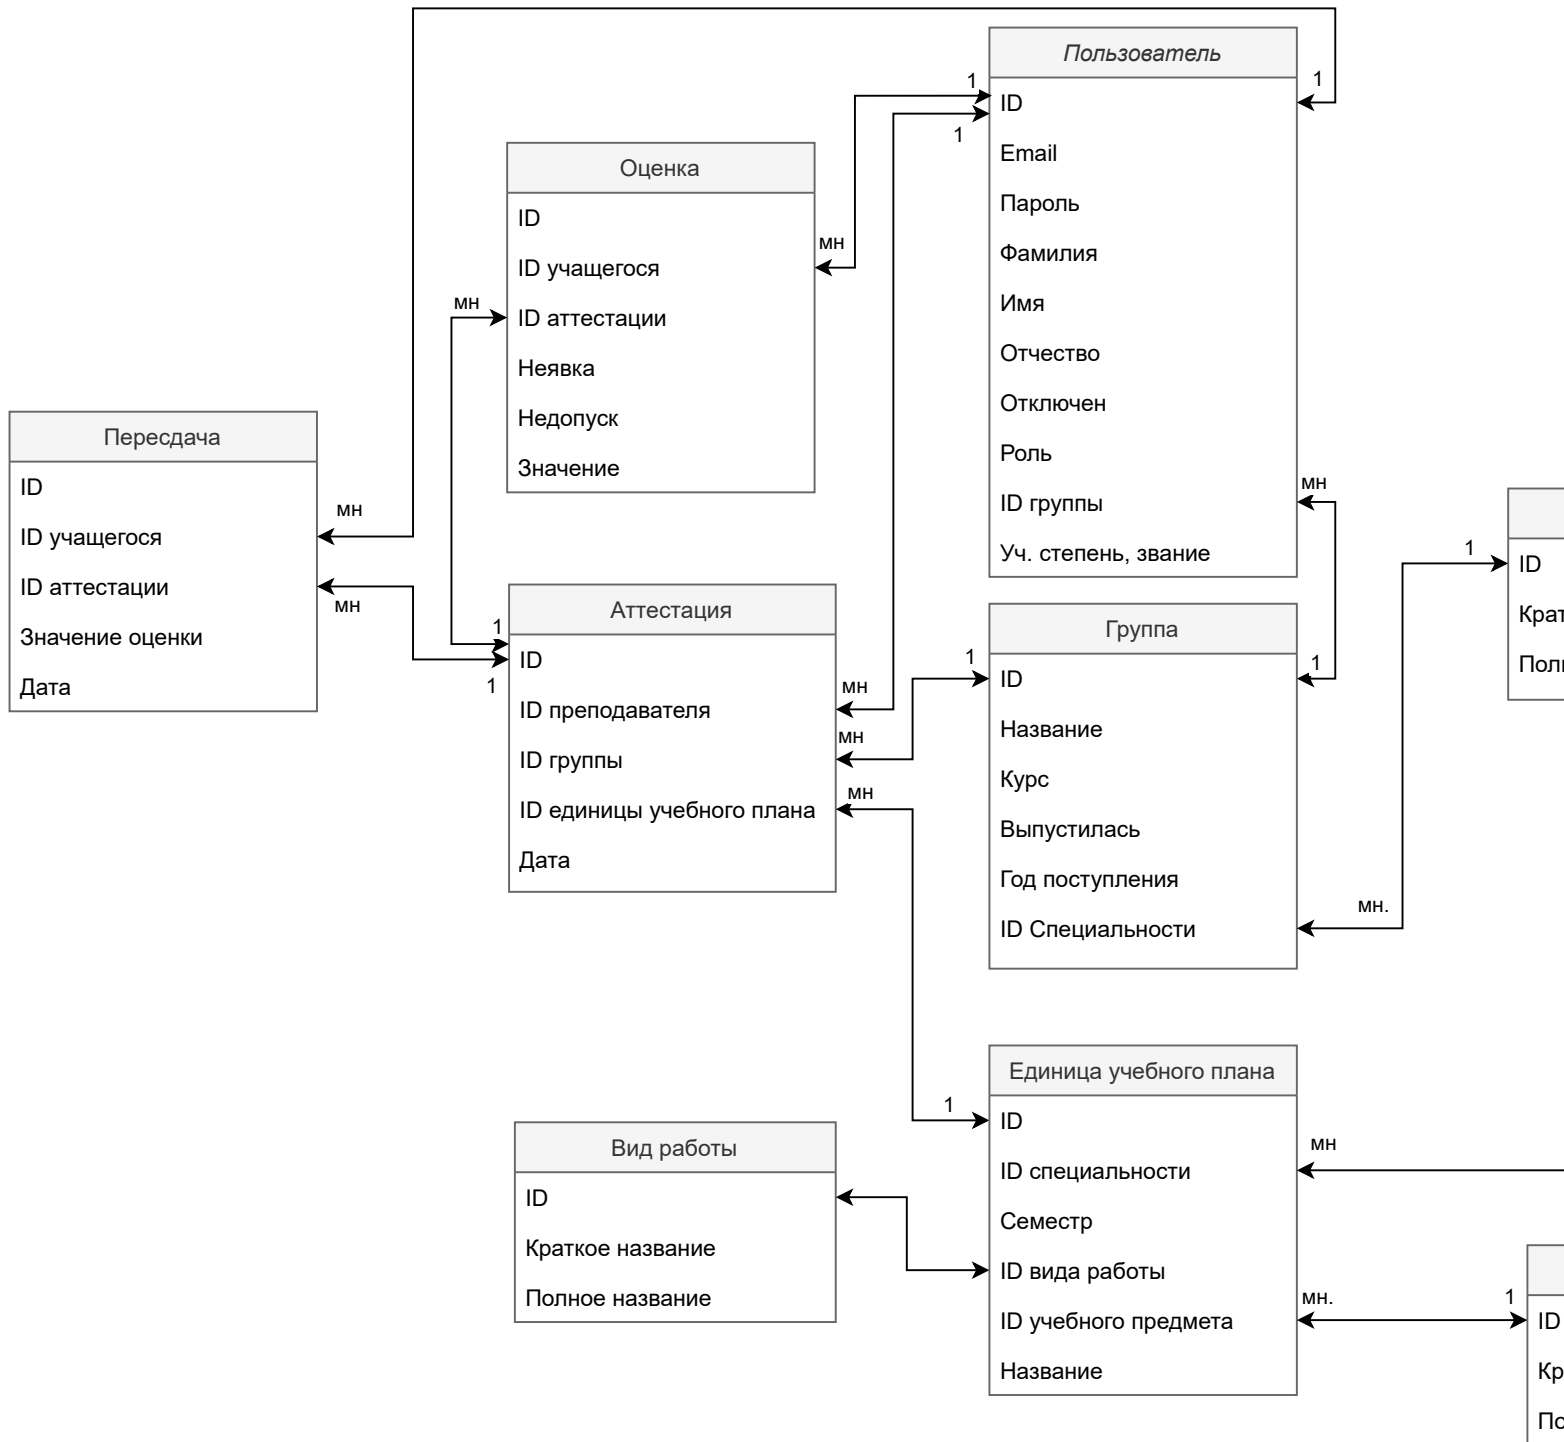 Пользователь
1
ID
1
1
Email
Пароль
Фамилия
Имя
Отчество
Отключен
Роль
мн
ID группы
Уч. степень, звание
Оценка
ID
мн
ID учащегося
мн
ID аттестации
Неявка
Недопуск
Значение
Пересдача
ID
мн
ID учащегося
ID аттестации
мн
Значение оценки
Дата
Аттестация
1
ID
1
мн
ID преподавателя
мн
ID группы
мн
ID единицы учебного плана
Дата
Группа
1
ID
1
Название
Курс
Выпустилась
Год поступления
мн.
ID Специальности
1
ID
Единица учебного плана
1
ID
мн
ID специальности
Семестр
ID вида работы
мн.
ID учебного предмета
Название
Вид работы
ID
Краткое название
Полное название
1
ID